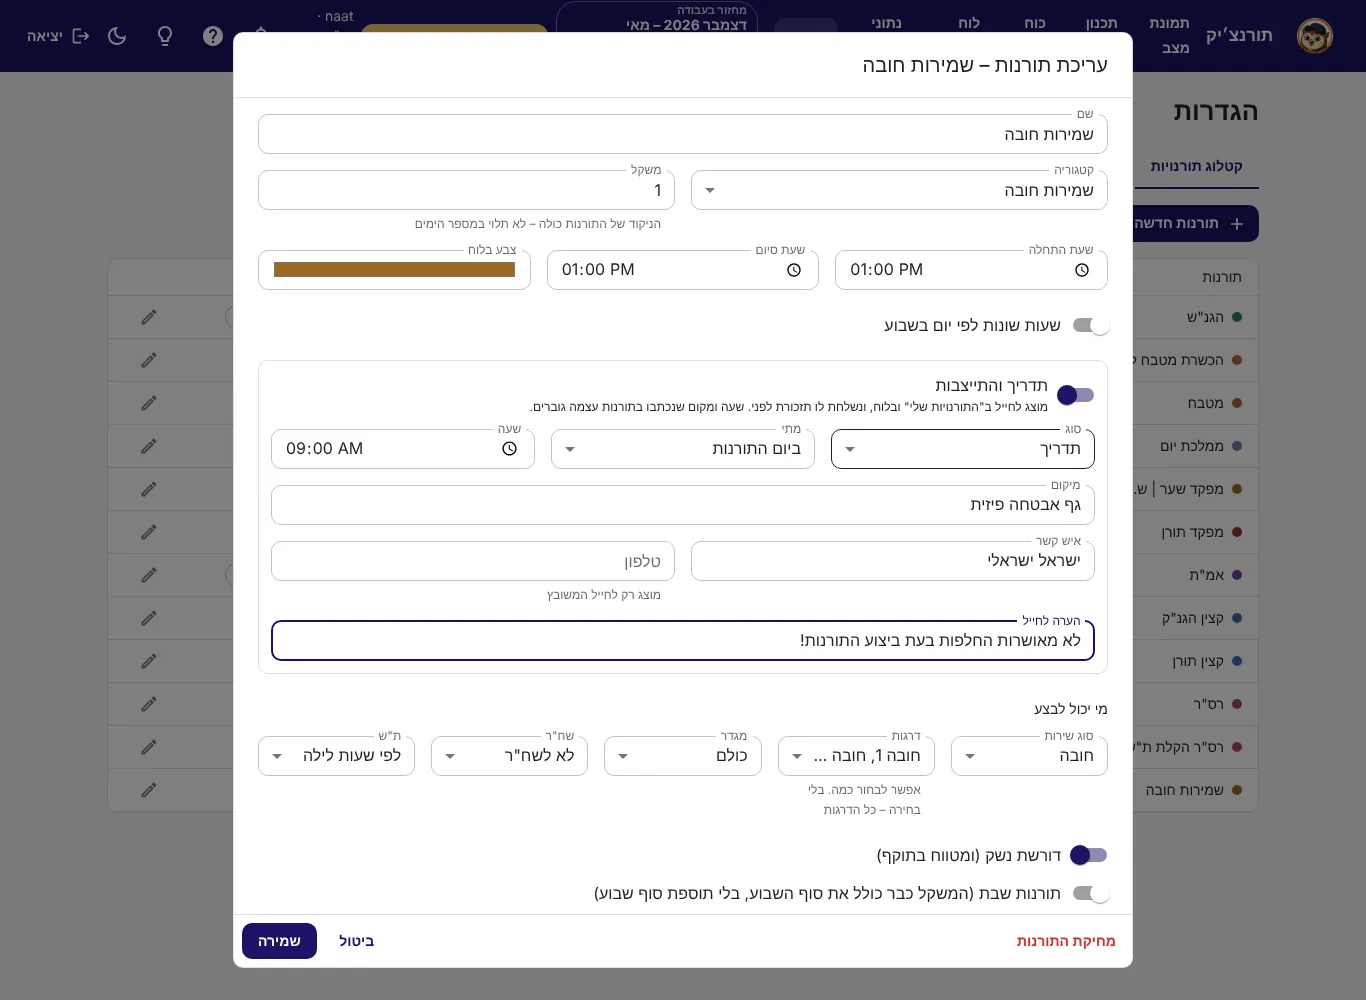 תורנצ׳יק
תמונת
מצב
תכנון
כוח
לוח
נתוני
מחזור בעבודה
דצמבר 2026 – מאי
naat ·
יציאה
הגדרות
קטלוג תורנויות
תורנות חדשה
תורנות
הגנ"ש
הכשרת מטבח
מטבח
ממלכת יום
מפקד שער | ש.
מפקד תורן
אמ"ת
קצין הגנ"ק
קצין תורן
רס"ר
רס"ר הקלת ת"ש
שמירות חובה
עריכת תורנות – שמירות חובה
שם
שמירות חובה
קטגוריה
שמירות חובה
משקל
1
הניקוד של התורנות כולה – לא תלוי במספר הימים
שעת התחלה
01:00 PM
שעת סיום
01:00 PM
צבע בלוח
שעות שונות לפי יום בשבוע
תדריך והתייצבות
מוצג לחייל ב"התורנויות שלי" ובלוח, ונשלחת לו תזכורת לפני. שעה ומקום שנכתבו בתורנות עצמה גוברים.
סוג
תדריך
מתי
ביום התורנות
שעה
09:00 AM
מיקום
גף אבטחה פיזית
איש קשר
ישראל ישראלי
טלפון
מוצג רק לחייל המשובץ
הערה לחייל
לא מאושרות החלפות בעת ביצוע התורנות!
מי יכול לבצע
סוג שירות
חובה
דרגות
חובה 1, חובה ...
אפשר לבחור כמה. בלי
בחירה – כל הדרגות
מגדר
כולם
שח"ר
לא לשח"ר
ת"ש
לפי שעות לילה
דורשת נשק (ומטווח בתוקף)
תורנות שבת (המשקל כבר כולל את סוף השבוע, בלי תוספת סוף שבוע)
מחיקת התורנות
ביטול
שמירה